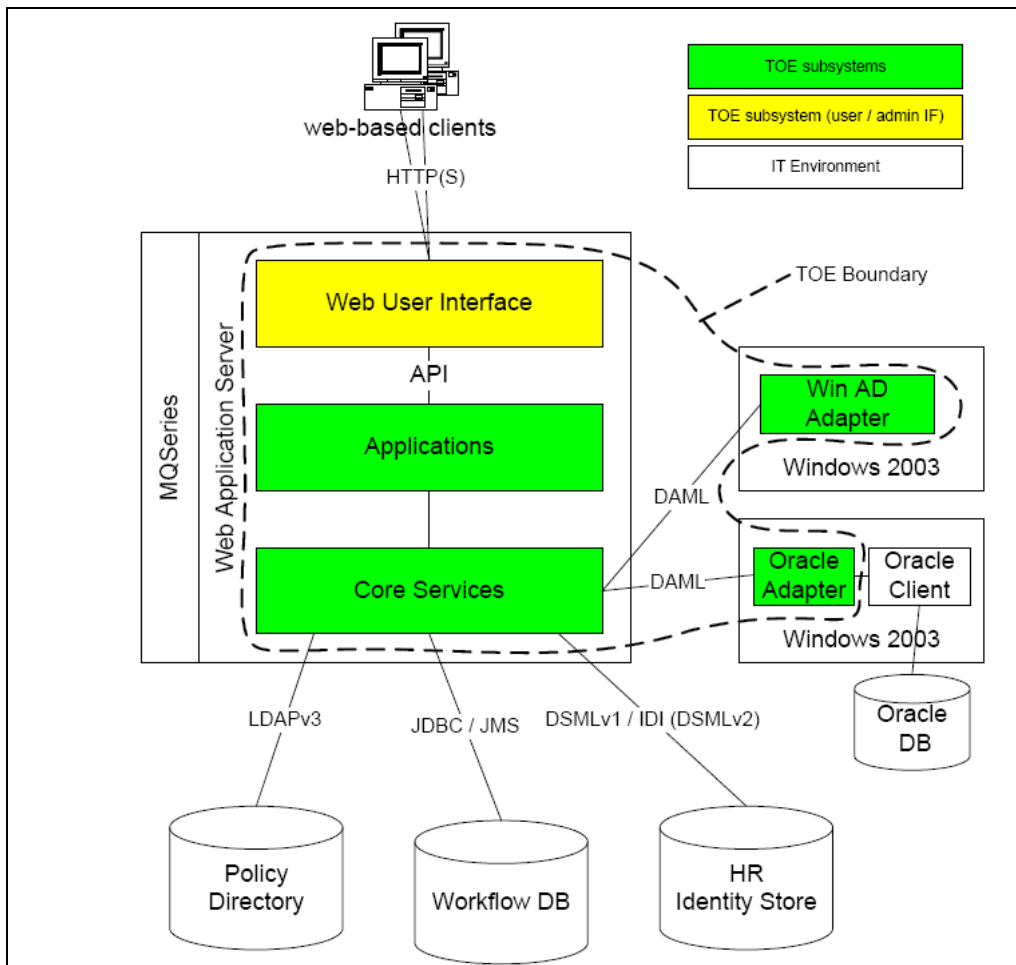 TOE subsystems
TOE subsystem (user / admin IF)
IT Environment
web-based clients
HTTP(S)
TOE Boundary
MQSeries
Web Application Server
Web User Interface
API
Applications
Core Services
Win AD
Adapter
Windows 2003
DAML
DAML
Oracle
Adapter
Oracle
Client
Windows 2003
Oracle
DB
LDAPv3
JDBC / JMS
DSMLv1 / IDI (DSMLv2)
Policy
Directory
Workflow DB
HR
Identity Store